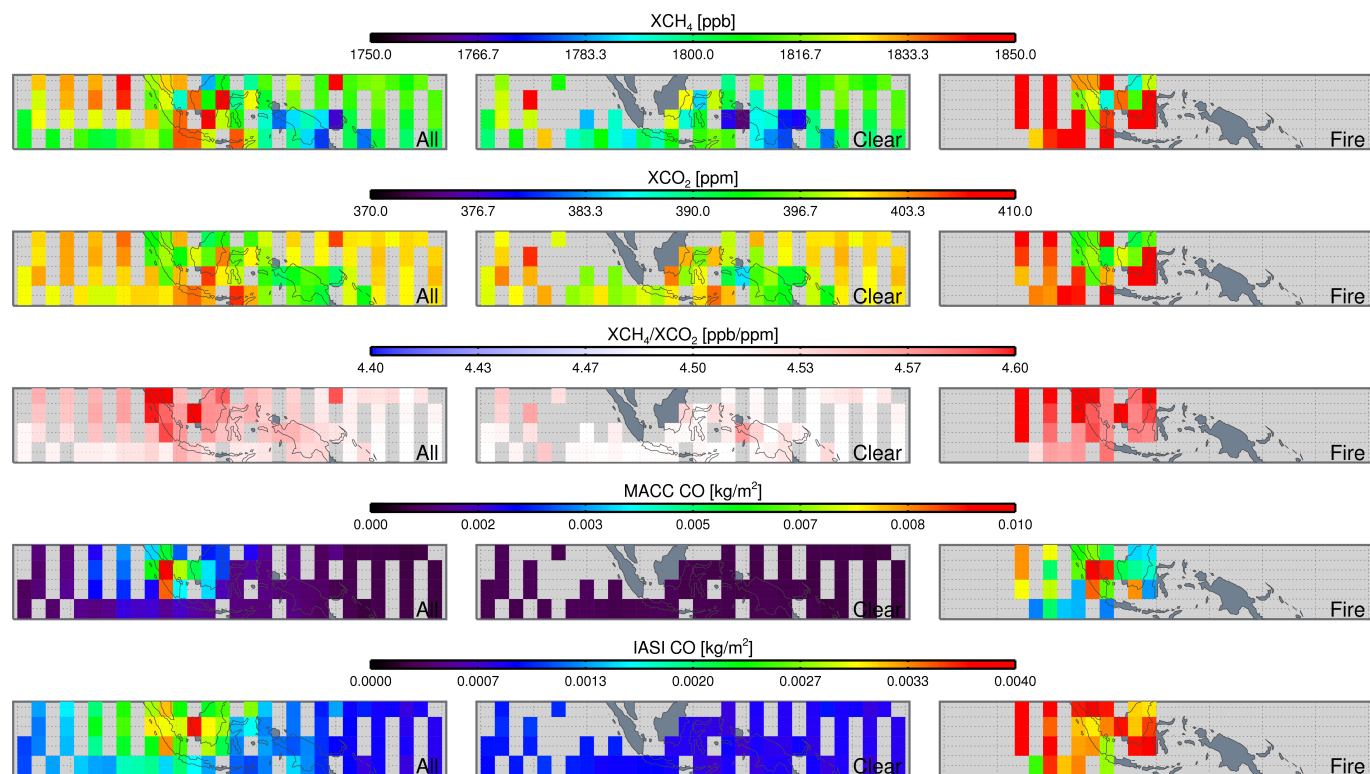 XCH₄ [ppb]
1750.0 1766.7 1783.3 1800.0 1816.7 1833.3 1850.0
All Clear Fire
XCO₂ [ppm]
370.0 376.7 383.3 390.0 396.7 403.3 410.0
All Clear Fire
XCH₄/XCO₂ [ppb/ppm]
4.40 4.43 4.47 4.50 4.53 4.57 4.60
All Clear Fire
MACC CO [kg/m²]
0.000 0.002 0.003 0.005 0.007 0.008 0.010
All Clear Fire
IASI CO [kg/m²]
0.0000 0.0007 0.0013 0.0020 0.0027 0.0033 0.0040
All Clear Fire